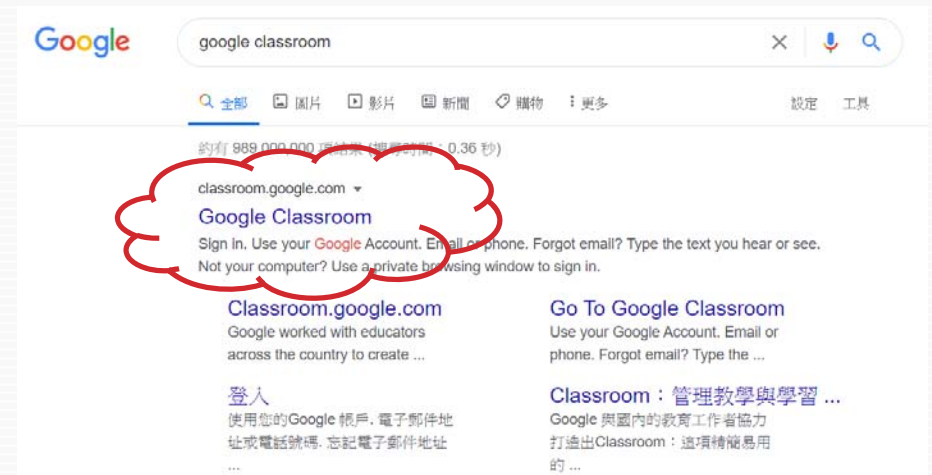 Google
google classroom
全部 圖片 影片 新聞 購物 更多 設定 工具
約有 989,000,000 項結果 (搜尋時間：0.36 秒)
classroom.google.com
Google Classroom
Sign in. Use your Google Account. Email or phone. Forgot email? Type the text you hear or see.
Not your computer? Use a private browsing window to sign in.
Classroom.google.com
Google worked with educators
across the country to create ...
Go To Google Classroom
Use your Google Account. Email or
phone. Forgot email? Type the ...
登入
使用您的Google 帳戶. 電子郵件地
址或電話號碼. 忘記電子郵件地址
...
Classroom：管理教學與學習 ...
Google 與國內的教育工作者協力
打造出Classroom：這項精簡易用
的 ...